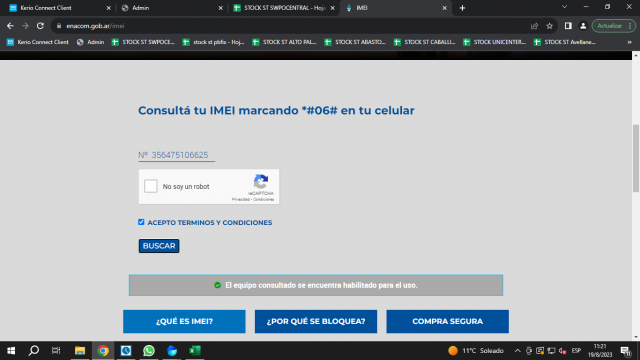 Kerio Connect Client
Admin
STOCK ST SWPOCENTRAL - Hoja
IMEI
enacom.gob.ar/imei
Actualizar
Kerio Connect Client
Admin
STOCK ST SWPOCE...
stock st pbfix - Hoj...
STOCK ST ALTO PAL...
STOCK ST ABASTO...
STOCK ST CABALLI...
STOCK UNICENTER...
STOCK ST Avellane...
Consultá tu IMEI marcando *#06# en tu celular
Nº 356475106625
No soy un robot
reCAPTCHA
Privacidad - Condiciones
ACEPTO TERMINOS Y CONDICIONES
BUSCAR
El equipo consultado se encuentra habilitado para el uso.
¿QUÉ ES IMEI?
¿POR QUÉ SE BLOQUEA?
COMPRA SEGURA
11°C Soleado
ESP
11:21
19/8/2023